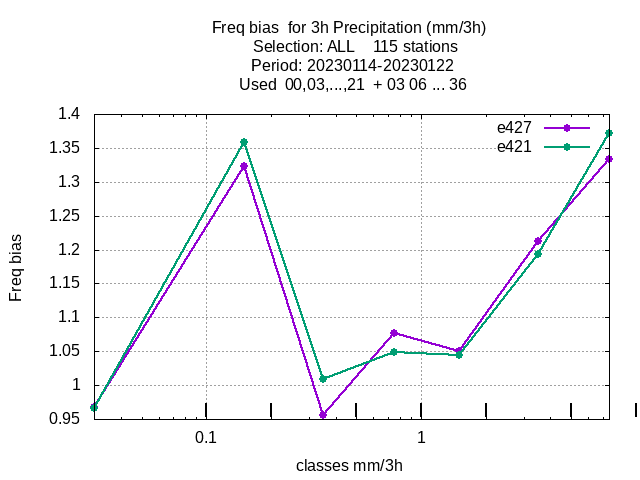 Freq bias  for 3h Precipitation (mm/3h)
Selection: ALL    115 stations
Period: 20230114-20230122
Used  00,03,...,21  + 03 06 ... 36
1.4
1.35
1.3
1.25
1.2
1.15
1.1
1.05
1
0.95
Freq bias
e427
e421
0.1
1
classes mm/3h